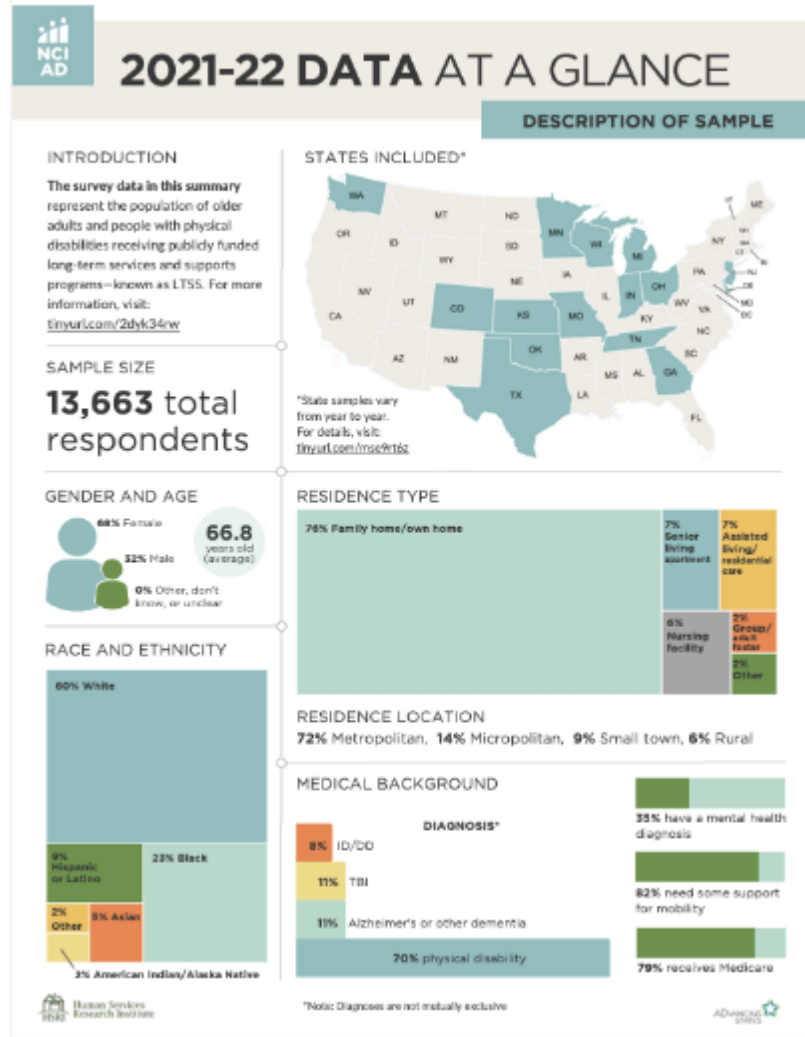 NCI
AD
2021-22 DATA AT A GLANCE
DESCRIPTION OF SAMPLE
INTRODUCTION
The survey data in this summary
represent the population of older
adults and people with physical
disabilities receiving publicly funded
long-term services and supports
programs—known as LTSS. For more
information, visit:
tinyurl.com/2dyk34rw
SAMPLE SIZE
13,663 total
respondents
STATES INCLUDED*
WA
OR
CA
NV
ID
MT
WY
UT
AZ
CO
NM
ND
SD
NE
KS
OK
TX
MN
IA
MO
AR
LA
WI
IL
MI
IN
OH
KY
TN
MS
AL
GA
FL
SC
NC
VA
WV
PA
NY
ME
VT
NH
MA
CT
RI
NJ
DE
MD
DC
*State samples vary
from year to year.
For details, visit:
GENDER AND AGE
68% Female
32% Male
0% Other, don't
know, or unclear
66.8
years old
(average)
RACE AND ETHNICITY
60% White
9%
Hispanic
or Latino
23% Black
2%
Other
5% Asian
2% American Indian/Alaska Native
RESIDENCE TYPE
76% Family home/own home
7%
Senior
living
apartment
7%
Assisted
living/
residential
care
6%
Nursing
facility
2%
Group/
adult
foster
2%
Other
RESIDENCE LOCATION
72% Metropolitan, 14% Micropolitan, 9% Small town, 6% Rural
MEDICAL BACKGROUND
DIAGNOSIS*
8% ID/DD
11% TBI
11% Alzheimer's or other dementia
70% physical disability
35% have a mental health
diagnosis
82% need some support
for mobility
79% receives Medicare
*Note: Diagnoses are not mutually exclusive
HSRI
Human Services
Research Institute
ADVANCING
STATES